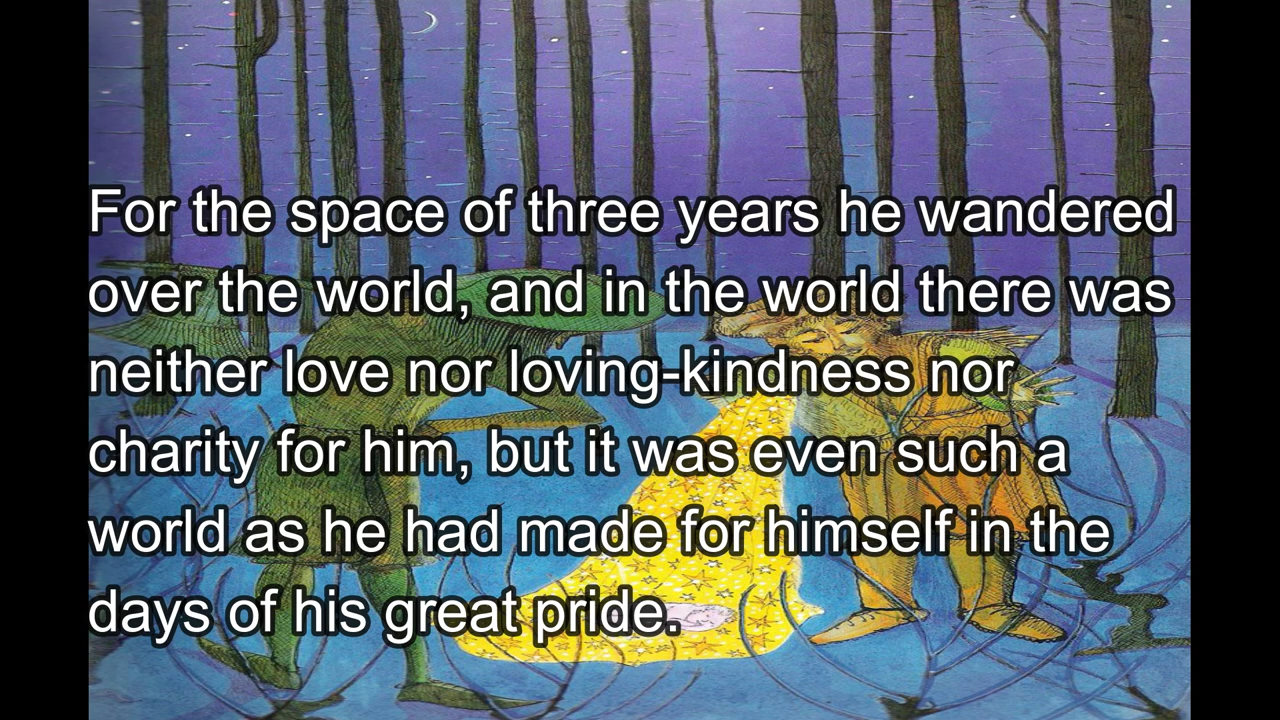 For the space of three years he wandered
over the world, and in the world there was
neither love nor loving-kindness nor
charity for him, but it was even such a
world as he had made for himself in the
days of his great pride.